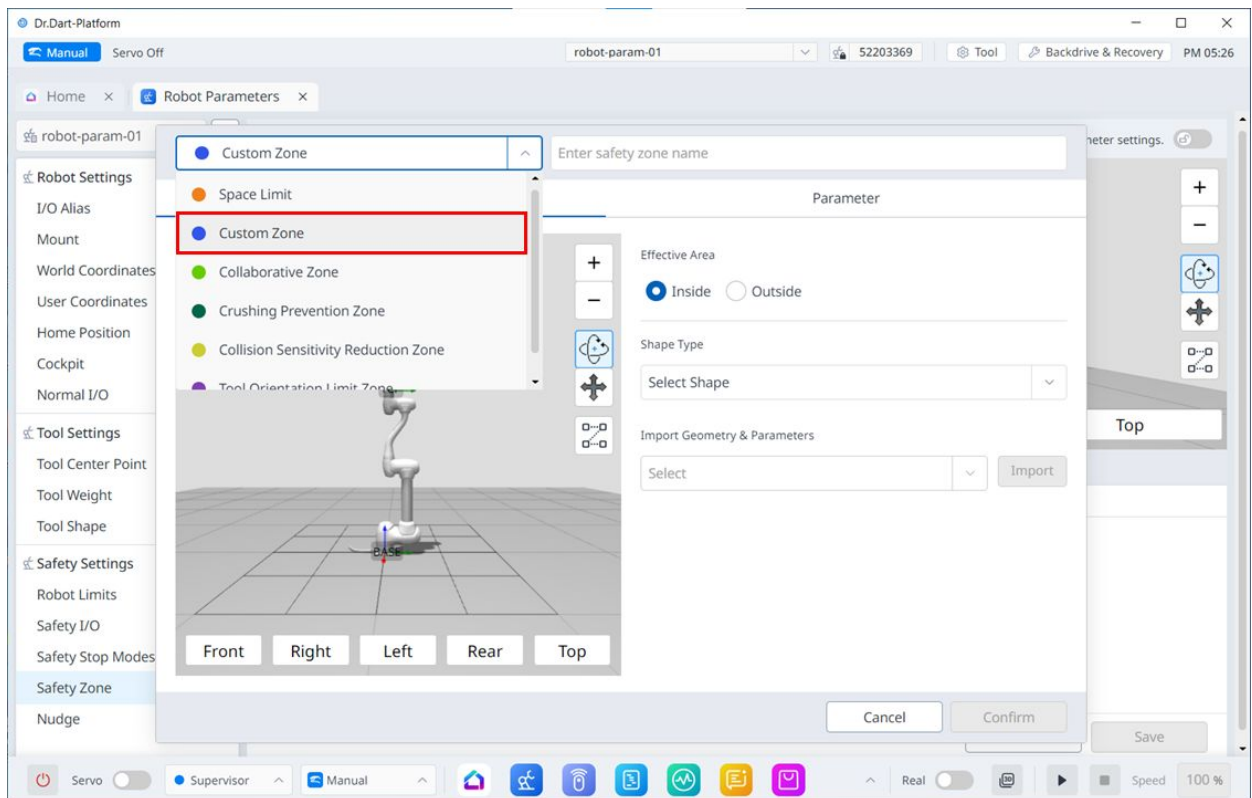 Dr.Dart-Platform
Manual Servo Off robot-param-01 52203369 Tool Backdrive & Recovery PM 05:26
Home Robot Parameters
robot-param-01
Custom Zone Enter safety zone name
neter settings.
Robot Settings
I/O Alias
Mount
World Coordinates
User Coordinates
Home Position
Cockpit
Normal I/O
Tool Settings
Tool Center Point
Tool Weight
Tool Shape
Safety Settings
Robot Limits
Safety I/O
Safety Stop Modes
Safety Zone
Nudge
Space Limit
Custom Zone
Collaborative Zone
Crushing Prevention Zone
Collision Sensitivity Reduction Zone
Tool Orientation Limit Zone
Parameter
Effective Area
Inside Outside
Shape Type
Select Shape
Import Geometry & Parameters
Select Import
BASE
Front Right Left Rear Top
Top
Cancel Confirm
Save
Servo Supervisor Manual Real Speed 100 %